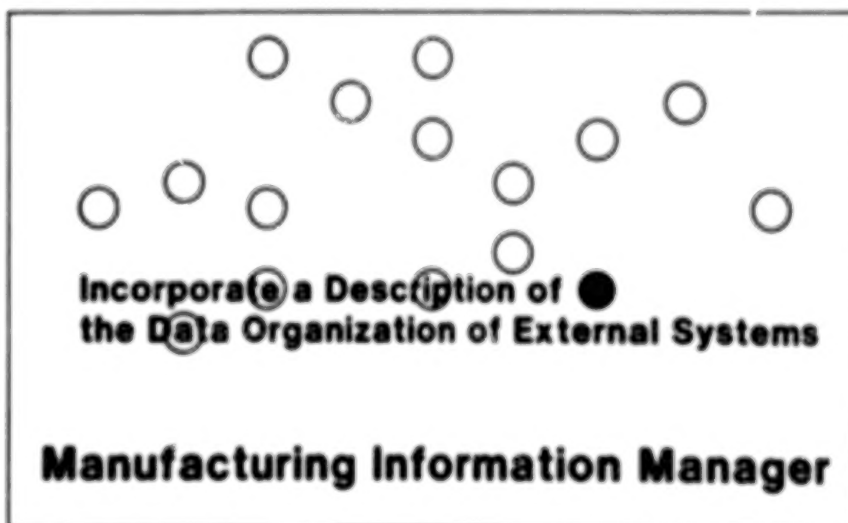 Incorporate a Description of
the Data Organization of External Systems
Manufacturing Information Manager